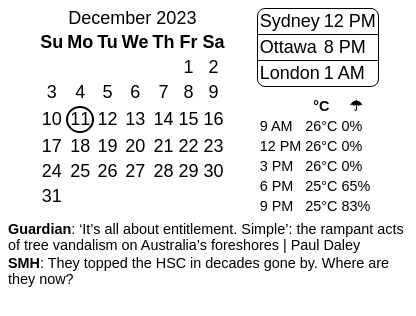 December 2023
Su Mo Tu We Th Fr Sa
1 2
3 4 5 6 7 8 9
10 11 12 13 14 15 16
17 18 19 20 21 22 23
24 25 26 27 28 29 30
31
Sydney 12 PM
Ottawa 8 PM
London 1 AM
°C ☂
9 AM 26°C 0%
12 PM 26°C 0%
3 PM 26°C 0%
6 PM 25°C 65%
9 PM 25°C 83%
Guardian: ‘It’s all about entitlement. Simple’: the rampant acts
of tree vandalism on Australia’s foreshores | Paul Daley
SMH: They topped the HSC in decades gone by. Where are
they now?